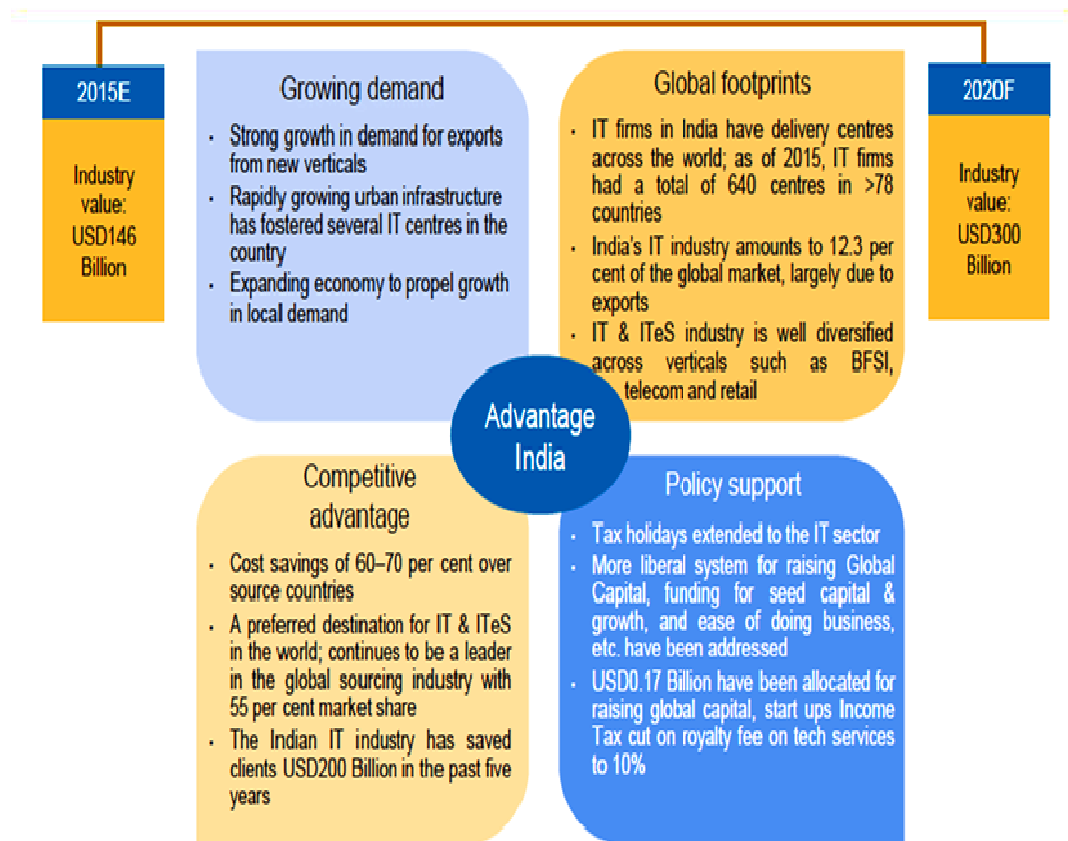 2015E
Industry
value:
USD146
Billion
Growing demand
• Strong growth in demand for exports
from new verticals
• Rapidly growing urban infrastructure
has fostered several IT centres in the
country
• Expanding economy to propel growth
in local demand
Global footprints
• IT firms in India have delivery centres
across the world; as of 2015, IT firms
had a total of 640 centres in >78
countries
• India's IT industry amounts to 12.3 per
cent of the global market, largely due to
exports
• IT & ITeS industry is well diversified
across verticals such as BFSI,
telecom and retail
2020F
Industry
value:
USD300
Billion
Advantage
India
Competitive
advantage
• Cost savings of 60–70 per cent over
source countries
• A preferred destination for IT & ITeS
in the world; continues to be a leader
in the global sourcing industry with
55 per cent market share
• The Indian IT industry has saved
clients USD200 Billion in the past five
years
Policy support
• Tax holidays extended to the IT sector
• More liberal system for raising Global
Capital, funding for seed capital &
growth, and ease of doing business,
etc. have been addressed
• USD0.17 Billion have been allocated for
raising global capital, start ups Income
Tax cut on royalty fee on tech services
to 10%